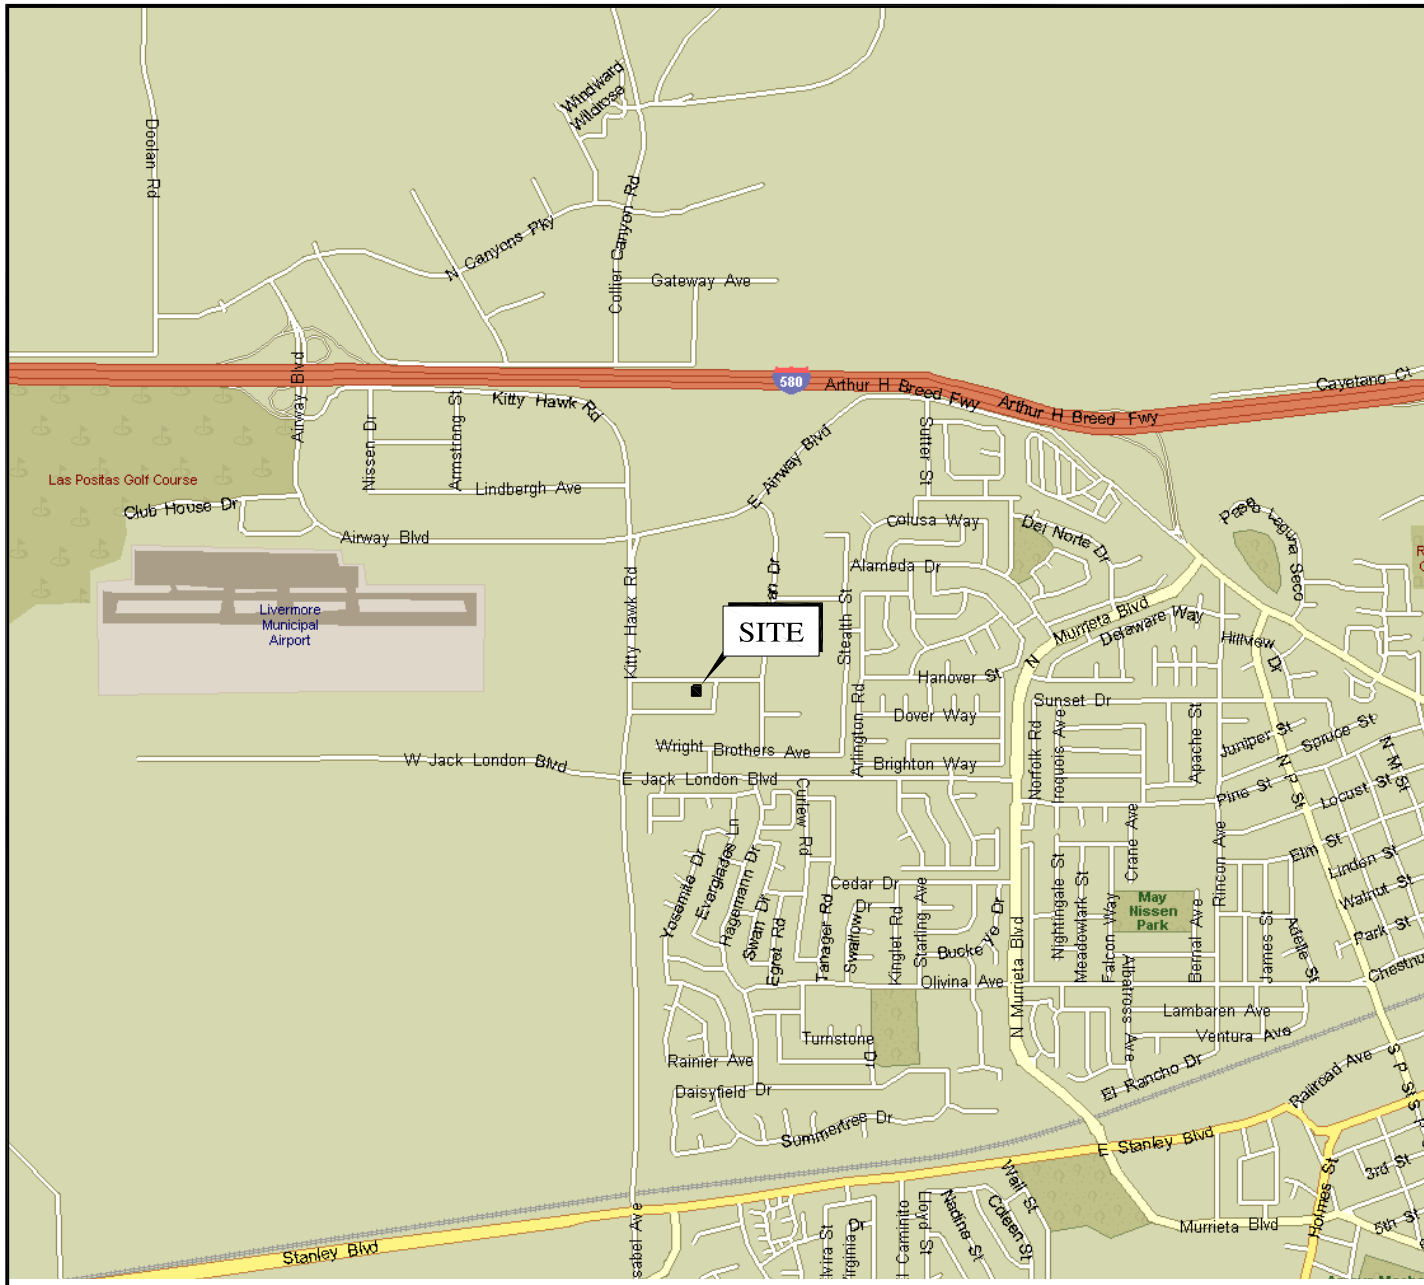 Windward
Wildrose
Doolan Rd
N Canyons Pky
Collier Canyon Rd
Gateway Ave
Airway Blvd
580
Arthur H Breed Fwy
Arthur H Breed Fwy
Cayetano Ct
Kitty Hawk Rd
Nissen Dr
Armstrong St
Sutter St
E Airway Blvd
Las Positas Golf Course
Lindbergh Ave
Club House Dr
Airway Blvd
Colusa Way
Del Norte Dr
Paseo Laguna Seco
Alameda Dr
Kitty Hawk Rd
Livermore
Municipal
Airport
SITE
Stealth St
N Murrieta Blvd
Delaware Way
Hillview Dr
Hanover St
Arlington Rd
Sunset Dr
Dover Way
Norfolk Rd
Iroquois Ave
Apache St
Juniper St
Spruce St
Wright Brothers Ave
W Jack London Blvd
Brighton Way
E Jack London Blvd
N P St
N M St
Pine St
Locust St
Curlew Rd
Crane Ave
Rincon Ave
Elm St
Linden St
Yosemite Dr
Everglades Ln
Hagemann Dr
Swan Dr
Egret Rd
Tanager Rd
Cedar Dr
Swallow Dr
Kinglet Rd
Starling Ave
Bucke Ye Dr
Nightingale St
Meadowlark St
Falcon Way
May
Nissen
Park
Bernal Ave
Walnut St
James St
Adelle St
Park St
Chestnu
Olivina Ave
N Murrieta Blvd
Albatross Ave
Lambaren Ave
Ventura Ave
Turnstone Dr
Rainier Ave
Daisyfield Dr
El Rancho Dr
Railroad Ave
S P St
Summertree Dr
E Stanley Blvd
3rd St
Wall St
Holmes St
5th St
Murrieta Blvd
Stanley Blvd
sabel Ave
Caminito
Lloyd St
Nadine St
Coleen St